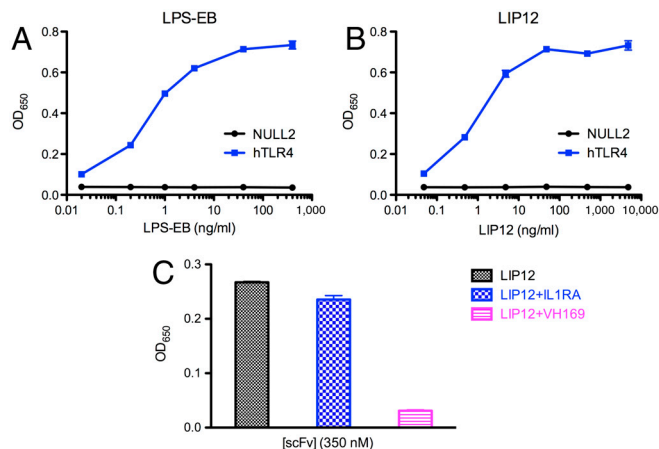 A
LPS-EB
OD650
0.8
0.6
0.4
0.2
0.0
NULL2
hTLR4
0.01 0.1 1 10 100 1,000
LPS-EB (ng/ml)
B
LIP12
OD650
0.8
0.6
0.4
0.2
0.0
NULL2
hTLR4
0.01 0.1 1 10 100 1,000 10,000
LIP12 (ng/ml)
C
OD650
0.3
0.2
0.1
0.0
[scFv] (350 nM)
LIP12
LIP12+IL1RA
LIP12+VH169